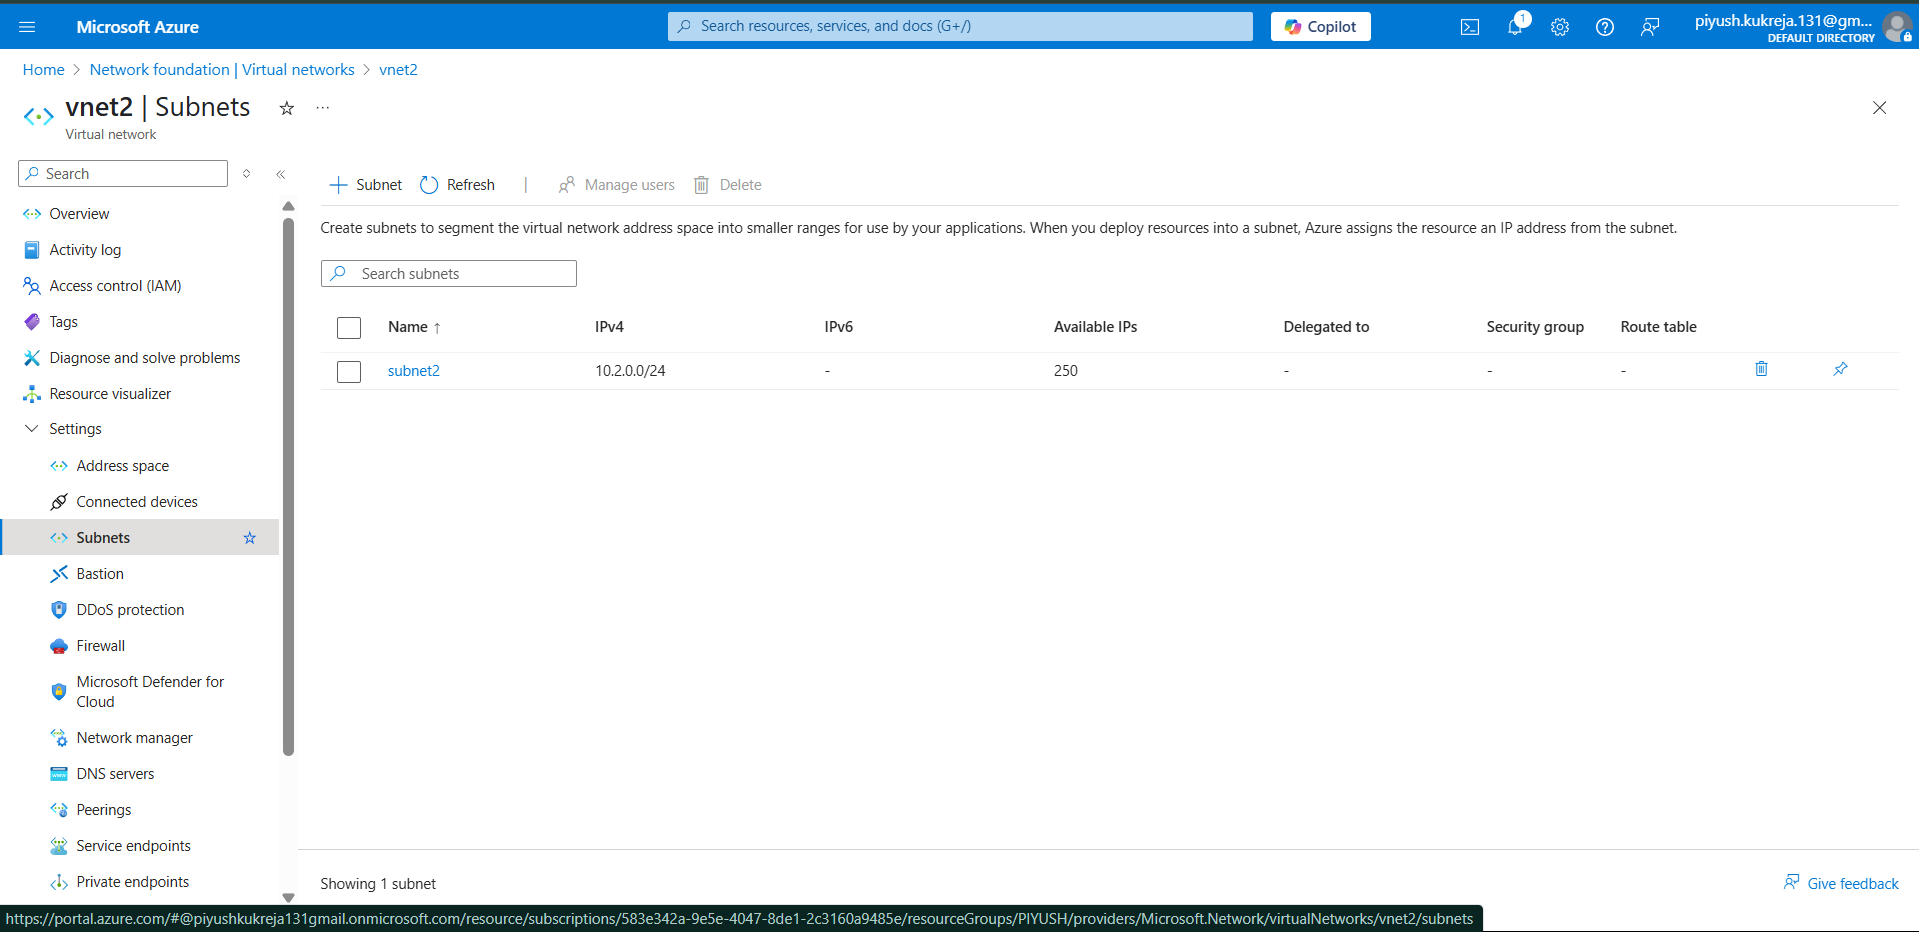 Microsoft Azure
Search resources, services, and docs (G+/)
Copilot
1
piyush.kukreja.131@gm...
DEFAULT DIRECTORY
Home > Network foundation | Virtual networks > vnet2
vnet2 | Subnets
Virtual network
Search
Overview
Activity log
Access control (IAM)
Tags
Diagnose and solve problems
Resource visualizer
Settings
Address space
Connected devices
Subnets
Bastion
DDoS protection
Firewall
Microsoft Defender for
Cloud
Network manager
DNS servers
Peerings
Service endpoints
Private endpoints
Subnet Refresh | Manage users Delete
Create subnets to segment the virtual network address space into smaller ranges for use by your applications. When you deploy resources into a subnet, Azure assigns the resource an IP address from the subnet.
Search subnets
Name ↑ IPv4 IPv6 Available IPs Delegated to Security group Route table
subnet2 10.2.0.0/24 - 250 - - -
Showing 1 subnet
Give feedback
https://portal.azure.com/#@piyushkukreja131gmail.onmicrosoft.com/resource/subscriptions/583e342a-9e5e-4047-8de1-2c3160a9485e/resourceGroups/PIYUSH/providers/Microsoft.Network/virtualNetworks/vnet2/subnets